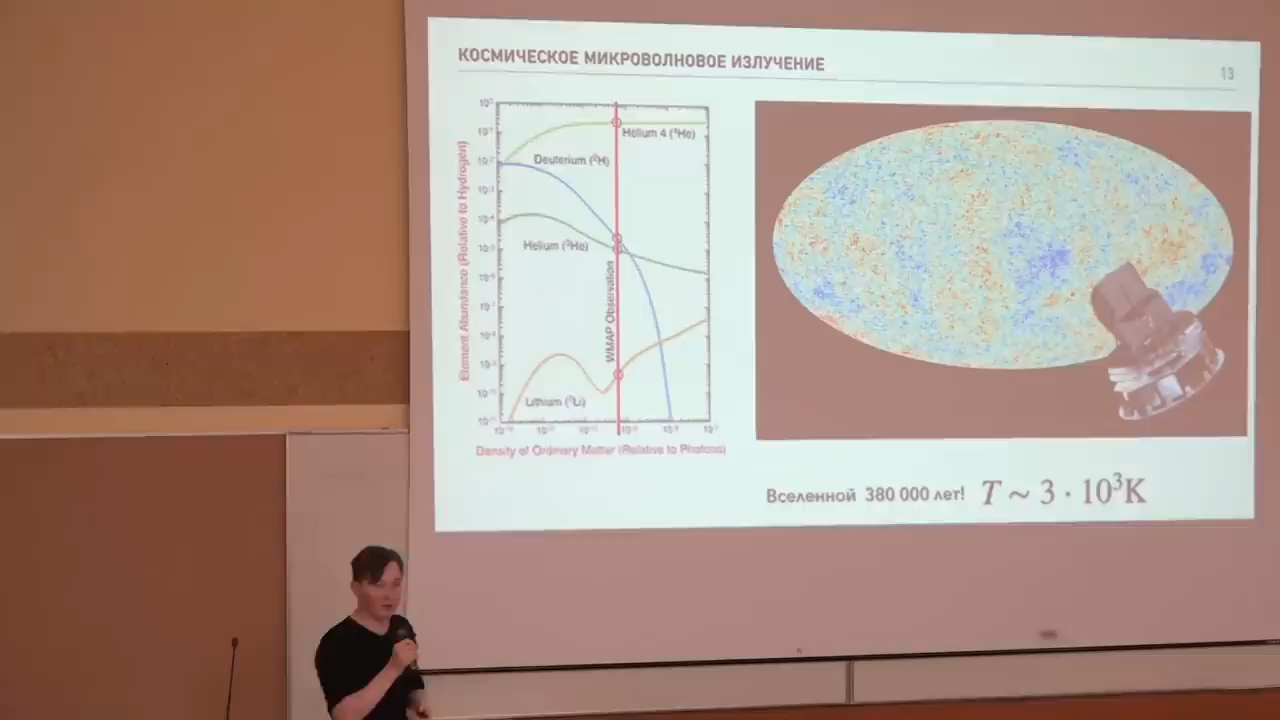 КОСМИЧЕСКОЕ МИКРОВОЛНОВОЕ ИЗЛУЧЕНИЕ
13
Helium 4 (⁴He)
Deuterium (²H)
Helium (³He)
Lithium (⁷Li)
WMAP Observation
Element Abundance (Relative to Hydrogen)
Density of Ordinary Matter (Relative to Photons)
Вселенной 380 000 лет! T ~ 3 · 10³K